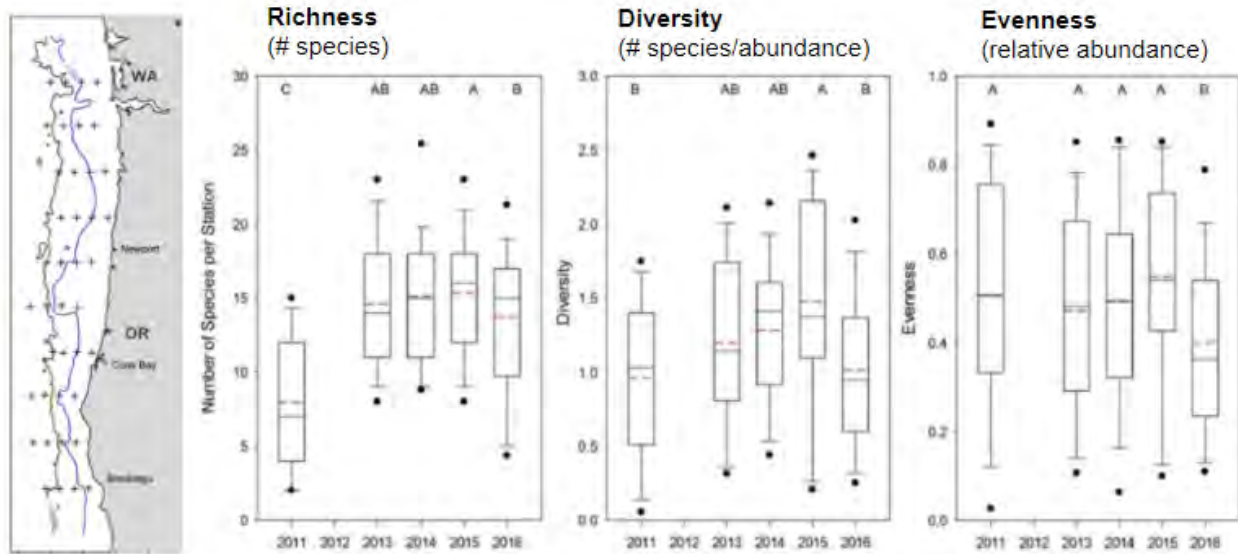 WA
Newport
OR
Coos Bay
Brookings
Richness
(# species)
Number of Species per Station
30
25
20
15
10
5
0
C AB AB A B
2011 2012 2013 2014 2015 2016
Diversity
(# species/abundance)
Diversity
3.0
2.5
2.0
1.5
1.0
0.5
0.0
B AB AB A B
2011 2012 2013 2014 2015 2016
Evenness
(relative abundance)
Evenness
1.0
0.8
0.6
0.4
0.2
0.0
A A A A B
2011 2012 2013 2014 2015 2016